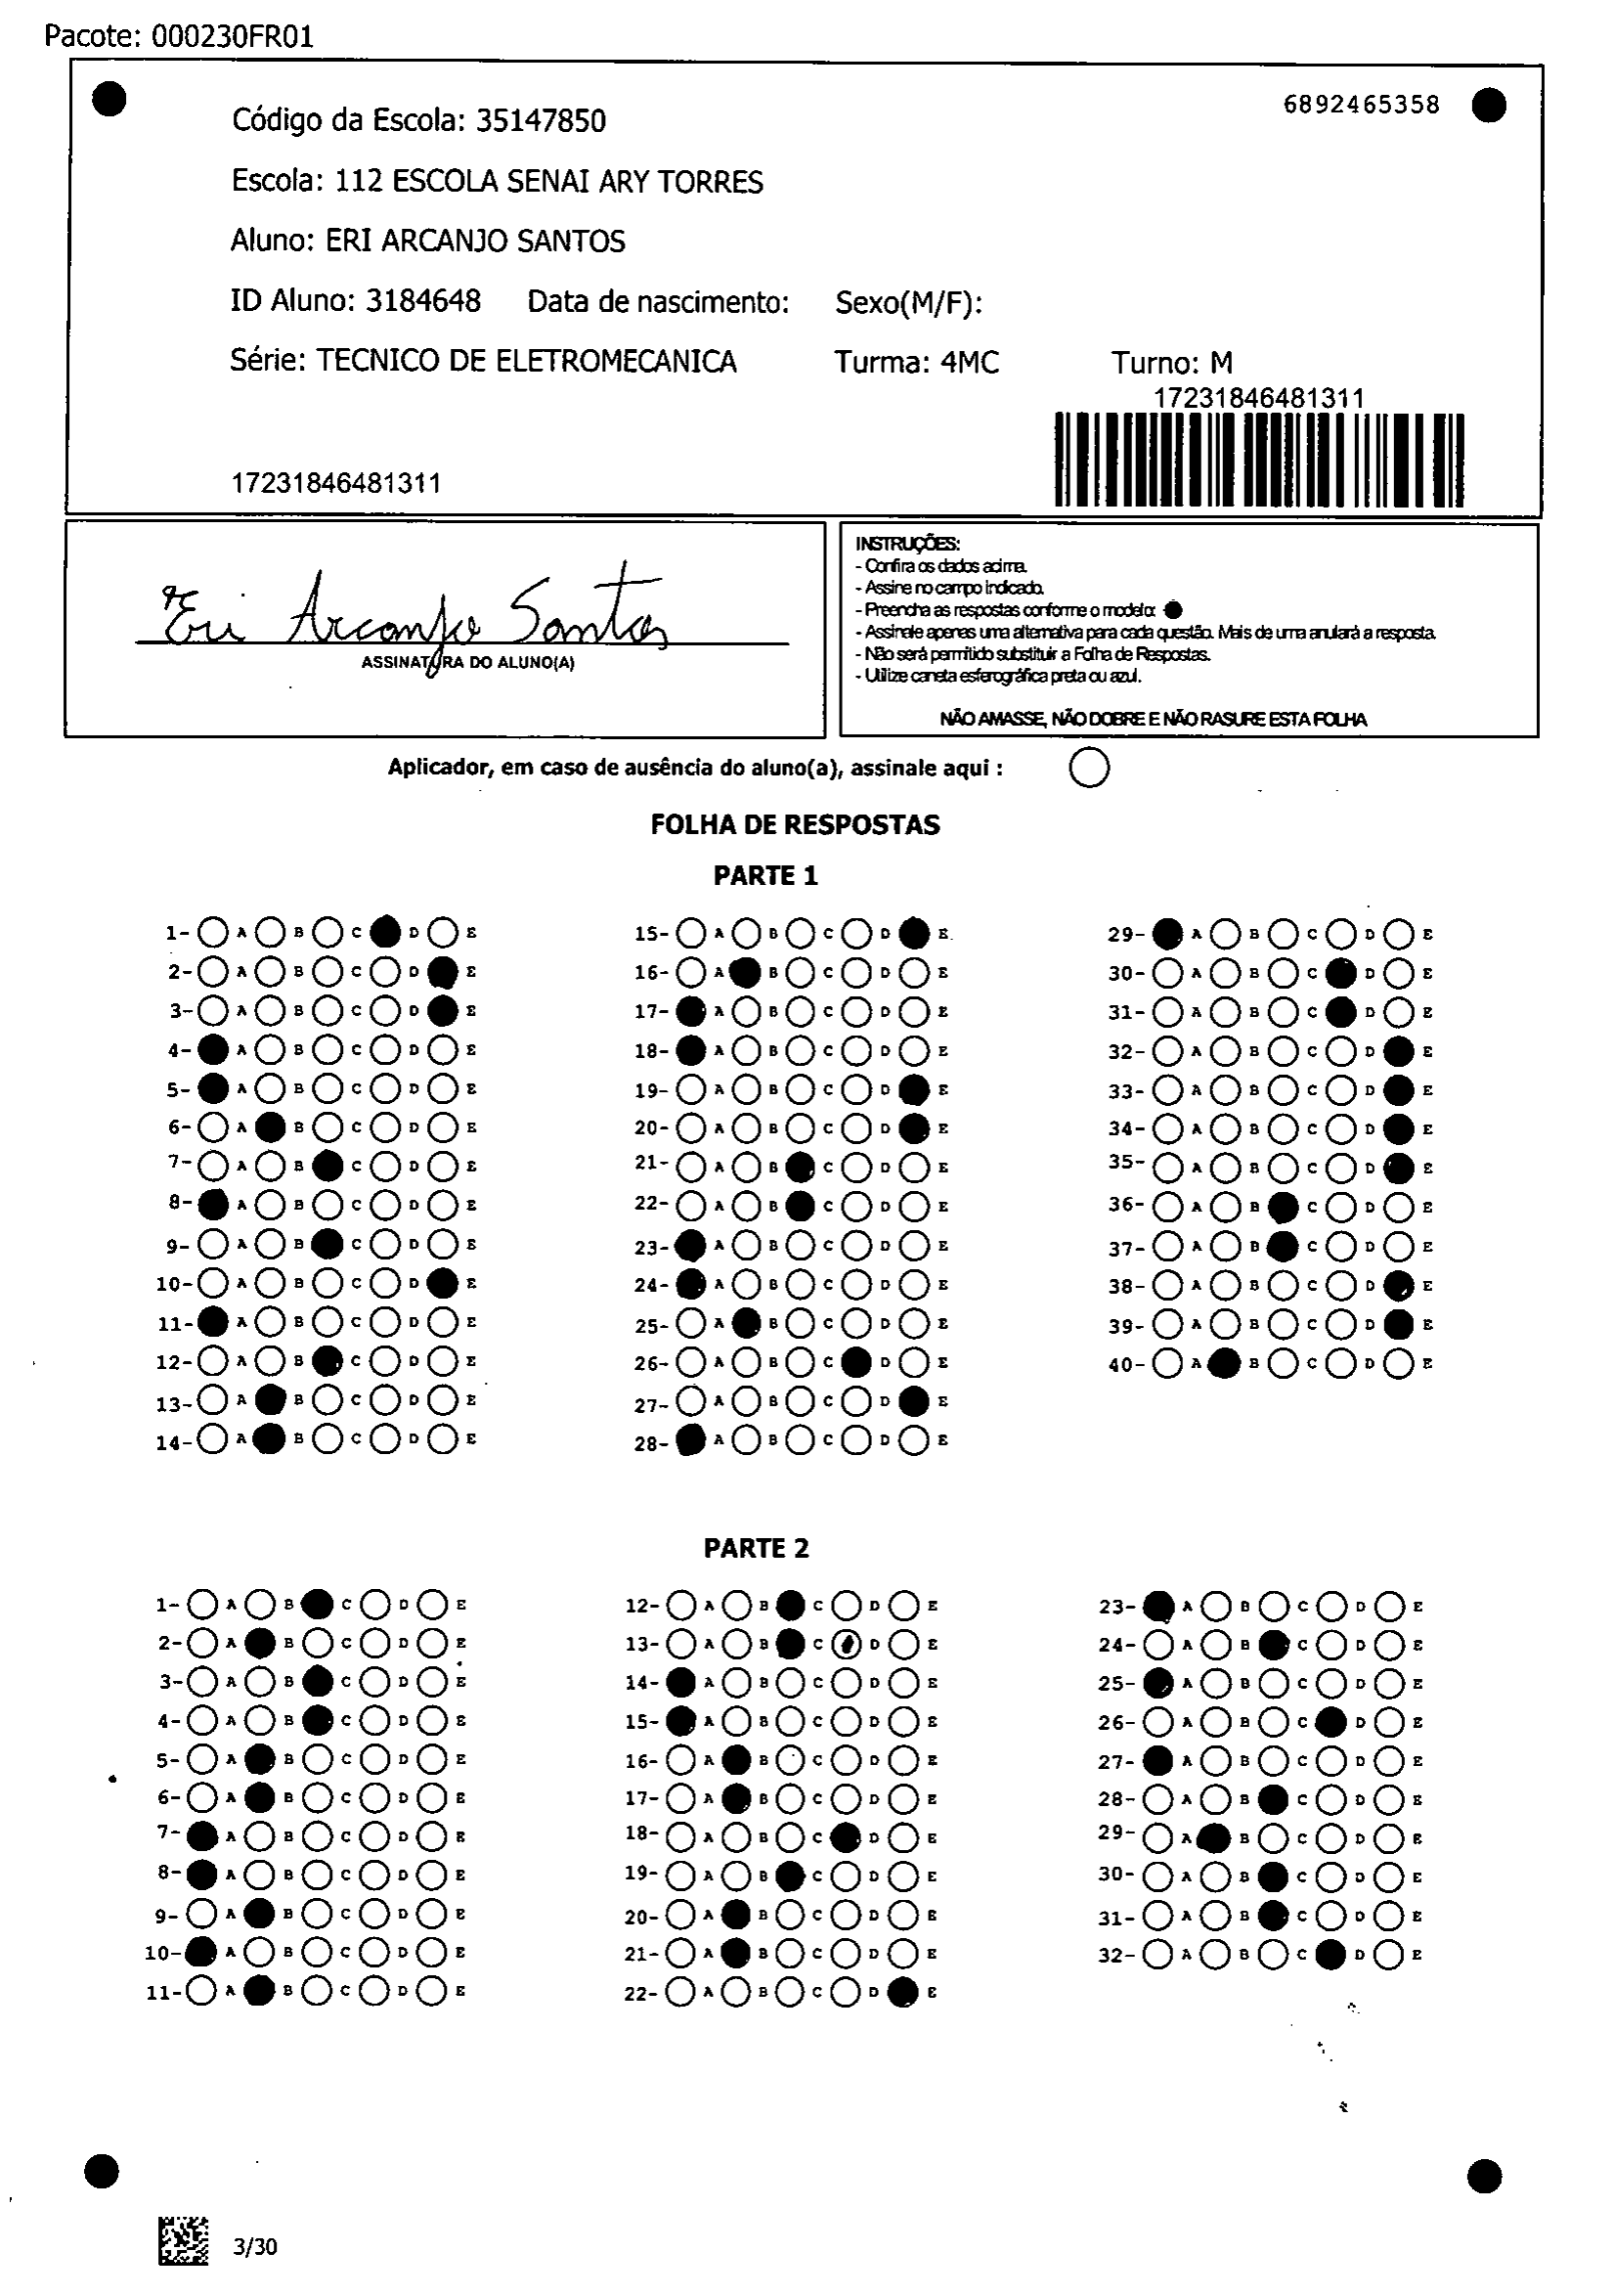 Pacote: 000230FR01
6892465358
Código da Escola: 35147850
Escola: 112 ESCOLA SENAI ARY TORRES
Aluno: ERI ARCANJO SANTOS
ID Aluno: 3184648 Data de nascimento: Sexo(M/F):
Série: TECNICO DE ELETROMECANICA Turma: 4MC Turno: M
17231846481311
17231846481311
Eri Arcanjo Santos
ASSINATURA DO ALUNO(A)
INSTRUÇÕES:
- Confira os dados acima.
- Assine no campo indicado.
- Preencha as respostas conforme o modelo:
- Assinale apenas uma alternativa para cada questão. Mais de uma anulará a resposta.
- Não será permitido substituir a Folha de Respostas.
- Utilize caneta esferográfica preta ou azul.
NÃO AMASSE, NÃO DOBRE E NÃO RASURE ESTA FOLHA
Aplicador, em caso de ausência do aluno(a), assinale aqui :
FOLHA DE RESPOSTAS
PARTE 1
1- A B C D E
2- A B C D E
3- A B C D E
4- A B C D E
5- A B C D E
6- A B C D E
7- A B C D E
8- A B C D E
9- A B C D E
10- A B C D E
11- A B C D E
12- A B C D E
13- A B C D E
14- A B C D E
15- A B C D E
16- A B C D E
17- A B C D E
18- A B C D E
19- A B C D E
20- A B C D E
21- A B C D E
22- A B C D E
23- A B C D E
24- A B C D E
25- A B C D E
26- A B C D E
27- A B C D E
28- A B C D E
29- A B C D E
30- A B C D E
31- A B C D E
32- A B C D E
33- A B C D E
34- A B C D E
35- A B C D E
36- A B C D E
37- A B C D E
38- A B C D E
39- A B C D E
40- A B C D E
PARTE 2
1- A B C D E
2- A B C D E
3- A B C D E
4- A B C D E
5- A B C D E
6- A B C D E
7- A B C D E
8- A B C D E
9- A B C D E
10- A B C D E
11- A B C D E
12- A B C D E
13- A B C D E
14- A B C D E
15- A B C D E
16- A B C D E
17- A B C D E
18- A B C D E
19- A B C D E
20- A B C D E
21- A B C D E
22- A B C D E
23- A B C D E
24- A B C D E
25- A B C D E
26- A B C D E
27- A B C D E
28- A B C D E
29- A B C D E
30- A B C D E
31- A B C D E
32- A B C D E
3/30